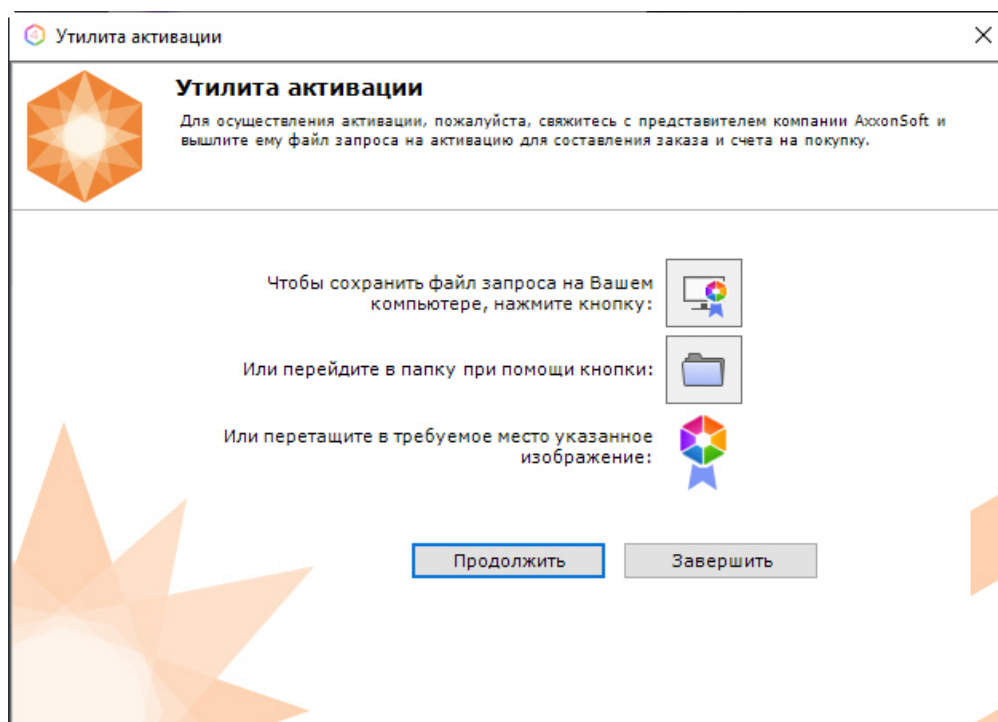 Утилита активации
Утилита активации
Для осуществления активации, пожалуйста, свяжитесь с представителем компании AxxonSoft и
вышлите ему файл запроса на активацию для составления заказа и счета на покупку.
Чтобы сохранить файл запроса на Вашем
компьютере, нажмите кнопку:
Или перейдите в папку при помощи кнопки:
Или перетащите в требуемое место указанное
изображение:
Продолжить
Завершить